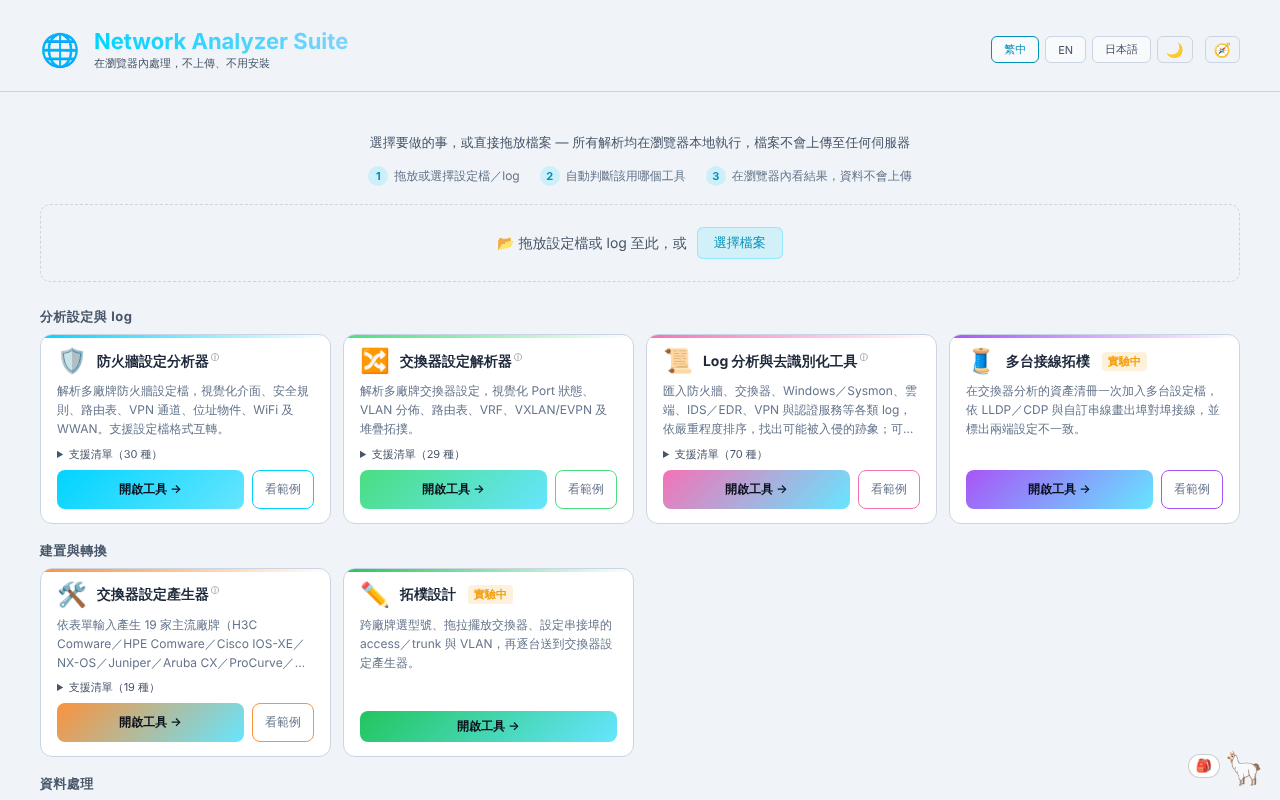 Network Analyzer Suite
在瀏覽器內處理，不上傳、不用安裝
繁中
EN
日本語
選擇要做的事，或直接拖放檔案 — 所有解析均在瀏覽器本地執行，檔案不會上傳至任何伺服器
1 拖放或選擇設定檔／log
2 自動判斷該用哪個工具
3 在瀏覽器內看結果，資料不會上傳
拖放設定檔或 log 至此，或
選擇檔案
分析設定與 log
防火牆設定分析器 ⓘ
解析多廠牌防火牆設定檔，視覺化介面、安全規
則、路由表、VPN 通道、位址物件、WiFi 及
WWAN。支援設定檔格式互轉。
▶ 支援清單（30 種）
開啟工具 →
看範例
交換器設定解析器 ⓘ
解析多廠牌交換器設定，視覺化 Port 狀態、
VLAN 分佈、路由表、VRF、VXLAN/EVPN 及
堆疊拓撲。
▶ 支援清單（29 種）
開啟工具 →
看範例
Log 分析與去識別化工具 ⓘ
匯入防火牆、交換器、Windows／Sysmon、雲
端、IDS／EDR、VPN 與認證服務等各類 log，
依嚴重程度排序，找出可能被入侵的跡象；可…
▶ 支援清單（70 種）
開啟工具 →
看範例
多台接線拓樸
實驗中
在交換器分析的資產清冊一次加入多台設定檔，
依 LLDP／CDP 與自訂串線畫出埠對埠接線，並
標出兩端設定不一致。
開啟工具 →
看範例
建置與轉換
交換器設定產生器 ⓘ
依表單輸入產生 19 家主流廠牌（H3C
Comware／HPE Comware／Cisco IOS-XE／
NX-OS／Juniper／Aruba CX／ProCurve／…
▶ 支援清單（19 種）
開啟工具 →
看範例
拓樸設計
實驗中
跨廠牌選型號、拖拉擺放交換器、設定串接埠的
access／trunk 與 VLAN，再逐台送到交換器設
定產生器。
開啟工具 →
資料處理